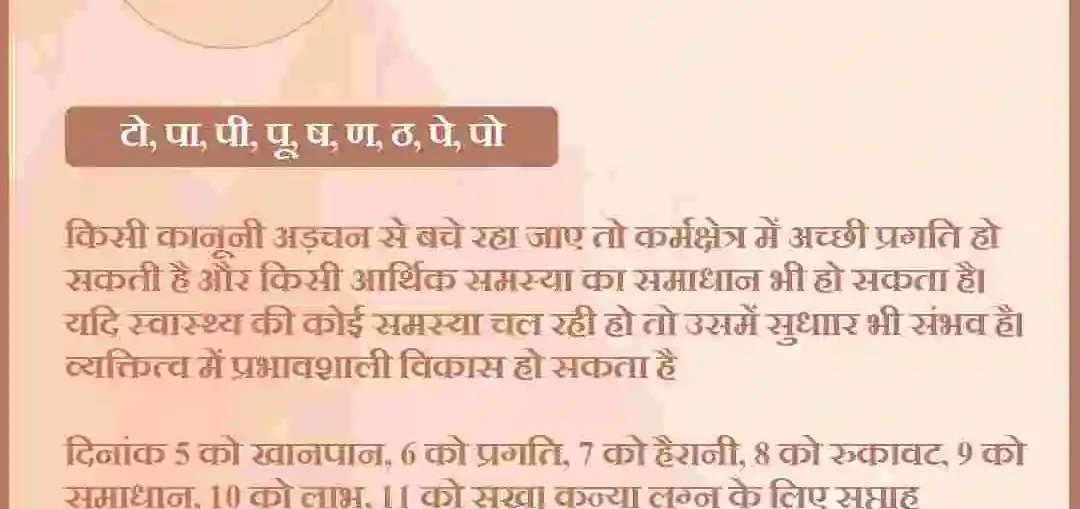 टो, पा, पी, पू, ष, ण, ठ, पे, पो
किसी कानूनी अड़चन से बचे रहा जाए तो कर्मक्षेत्र में अच्छी प्रगति हो
सकती है और किसी आर्थिक समस्या का समाधान भी हो सकता है।
यदि स्वास्थ्य की कोई समस्या चल रही हो तो उसमें सुधाार भी संभव है।
व्यक्तित्व में प्रभावशाली विकास हो सकता है
दिनांक 5 को खानपान, 6 को प्रगति, 7 को हैरानी, 8 को रुकावट, 9 को
समाधान, 10 को लाभ, 11 को सुख। कन्या लग्न के लिए सप्ताह